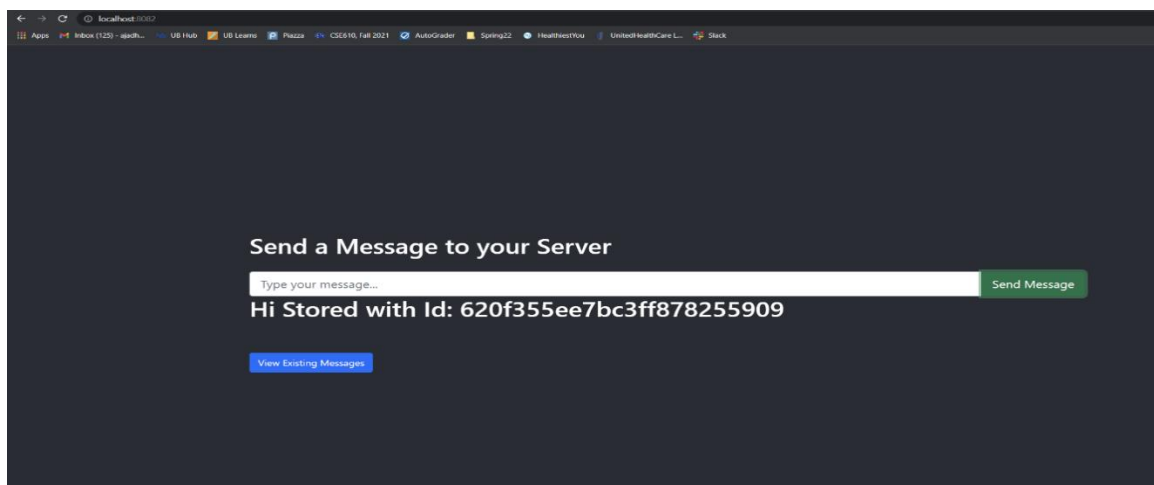 localhost:8082
Apps Inbox (125) - ajadh... UB Hub UB Learns Piazza CSE610, Fall 2021 AutoGrader Spring22 HealthiestYou UnitedHealthCare L... Slack
Send a Message to your Server
Type your message... Send Message
Hi Stored with Id: 620f355ee7bc3ff878255909
View Existing Messages